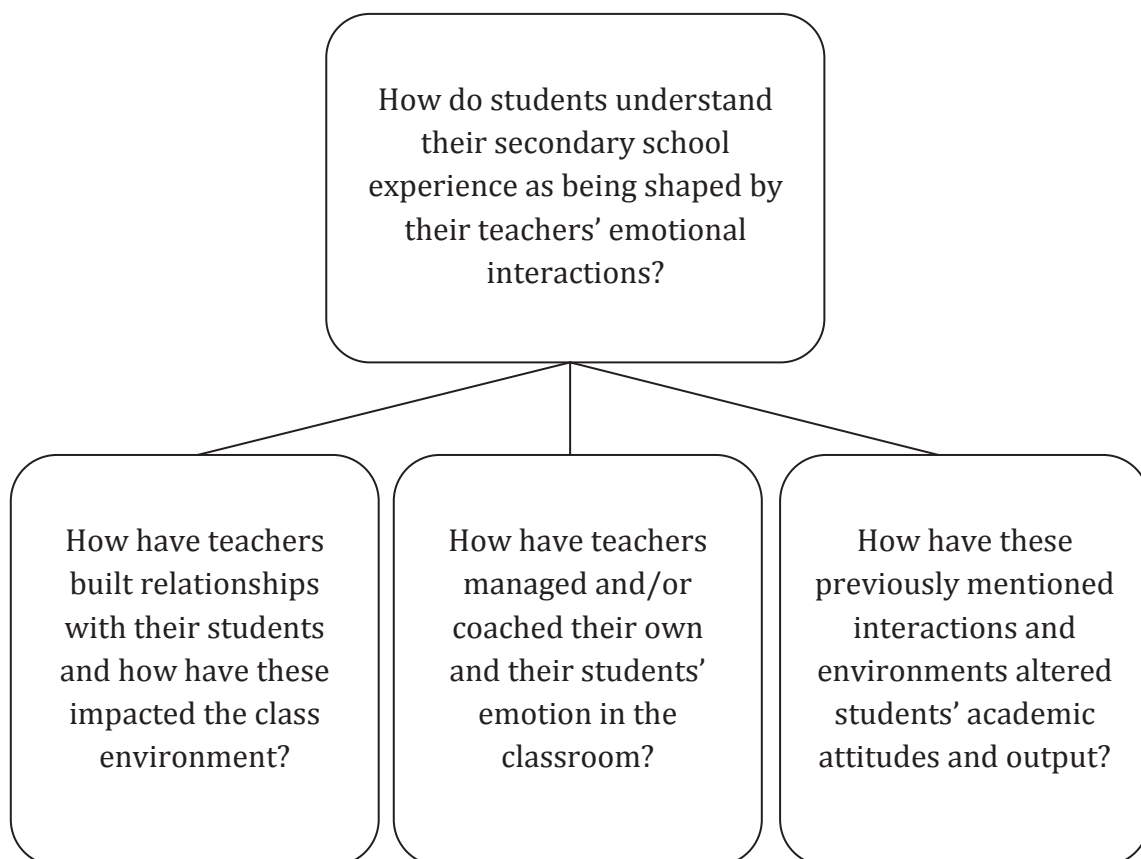 How do students understand
their secondary school
experience as being shaped by
their teachers’ emotional
interactions?
How have teachers
built relationships
with their students
and how have these
impacted the class
environment?
How have teachers
managed and/or
coached their own
and their students’
emotion in the
classroom?
How have these
previously mentioned
interactions and
environments altered
students’ academic
attitudes and output?